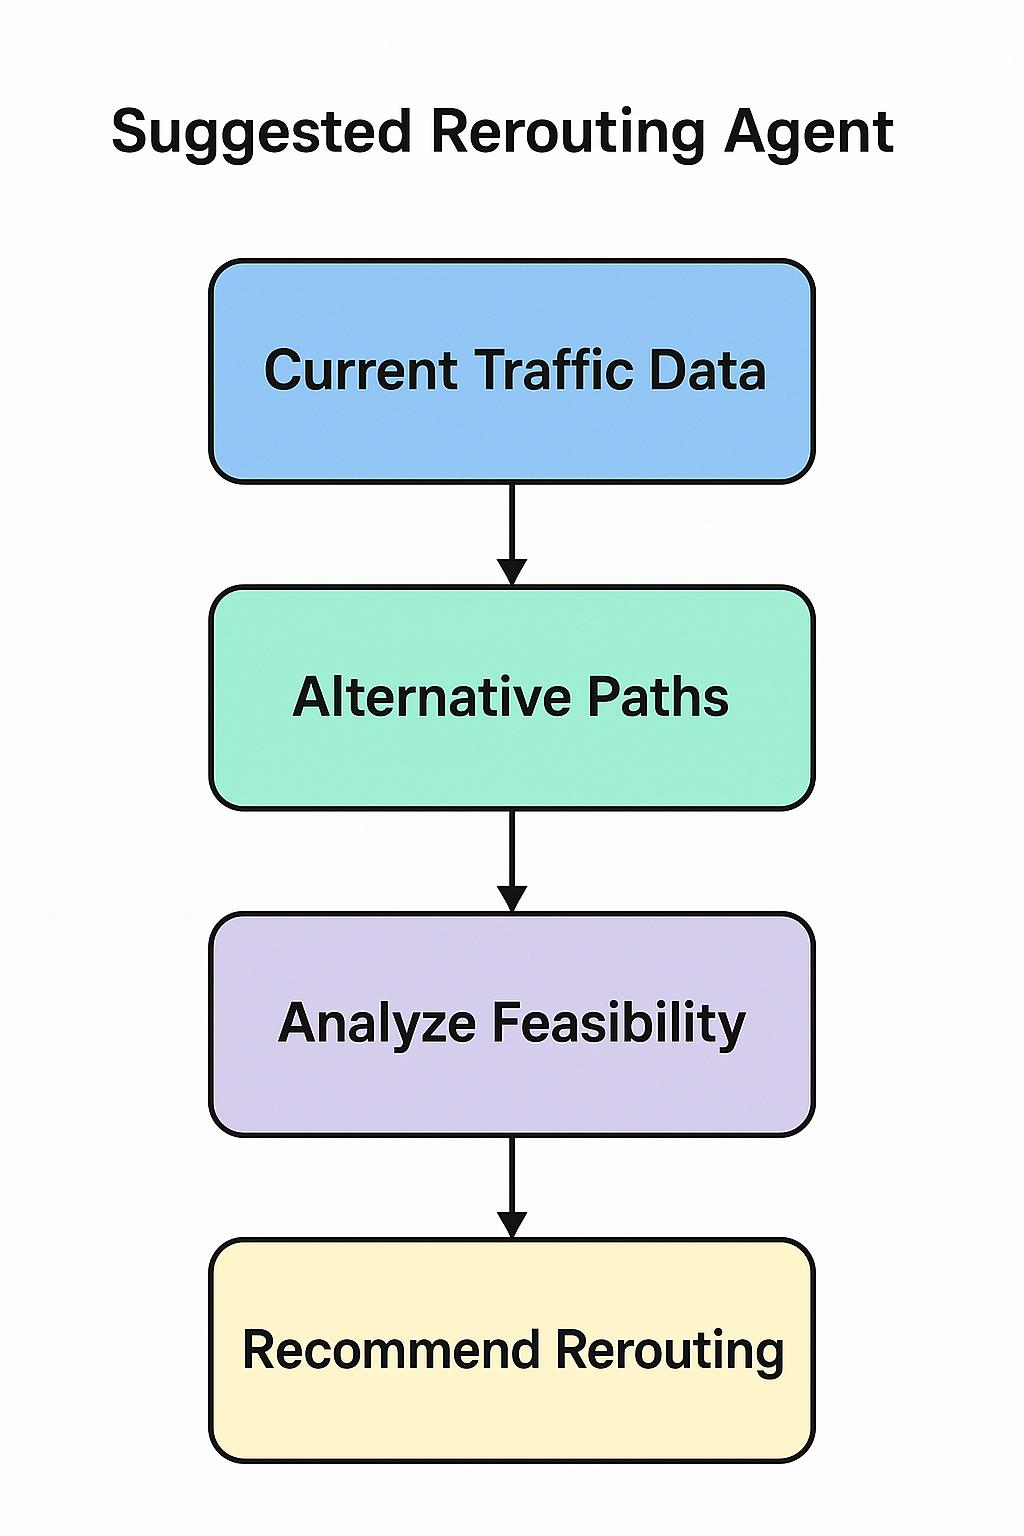 Suggested Rerouting Agent
Current Traffic Data
Alternative Paths
Analyze Feasibility
Recommend Rerouting